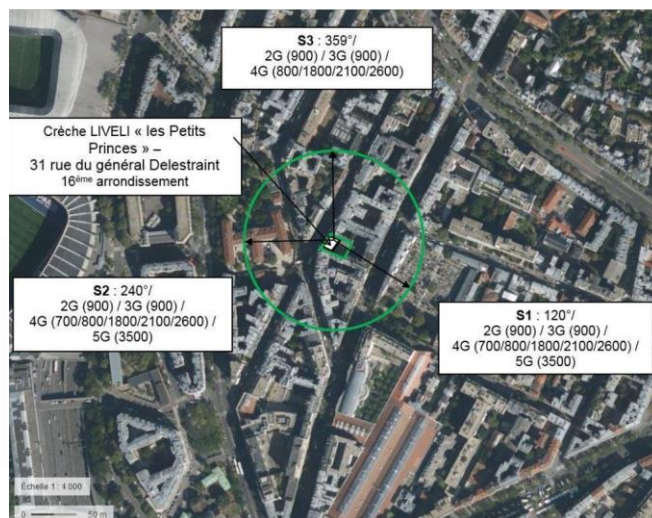 S3 : 359°/
2G (900) / 3G (900) /
4G (800/1800/2100/2600)
Crèche LIVELI « les Petits
Princes » –
31 rue du général Delestraint
16ème arrondissement
S2 : 240°/
2G (900) / 3G (900) /
4G (700/800/1800/2100/2600) /
5G (3500)
S1 : 120°/
2G (900) / 3G (900) /
4G (700/800/1800/2100/2600) /
5G (3500)
Échelle 1 : 4 000
0 50 m